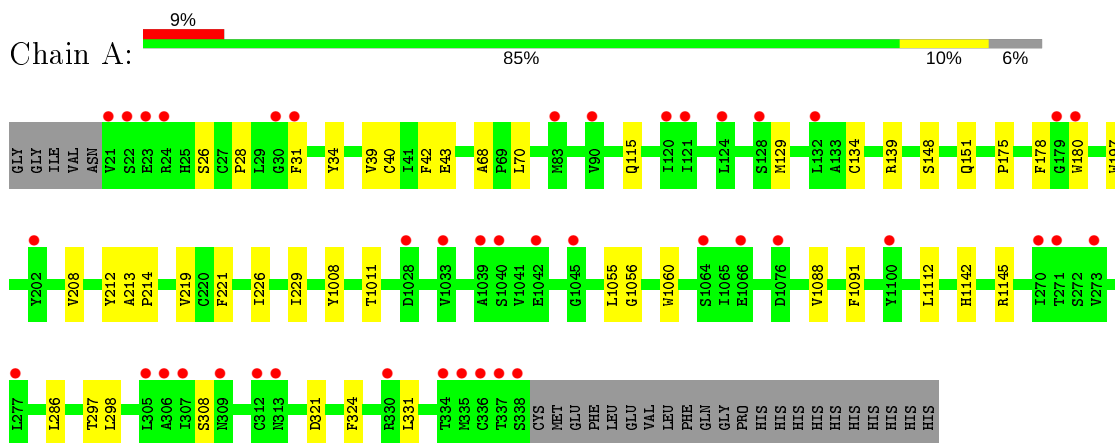 9%
Chain A:
85% 10% 6%
GLY GLY ILE VAL ASN V21 S22 E23 R24 H25 S26 C27 P28 L29 G30 F31 Y34 V39 C40 I41 F42 E43 A68 P69 L70 M83 V90 Q115 I120 I121 L124 S128 M129 L132 A133 C134 R139 S148 Q151 P175 F178 G179 W180 W197
Y202 V208 Y212 A213 P214 V219 C220 F221 I226 I229 Y1008 T1011 D1028 V1033 A1039 S1040 V1041 E1042 G1045 L1055 G1056 W1060 S1064 I1065 E1066 D1076 V1088 F1091 Y1100 L1112 H1142 R1145 I270 T271 S272 V273
L277 L286 T297 L298 I305 A306 I307 S308 N309 C312 N313 D321 F324 R330 L331 T334 M335 C336 T337 S338 CYS MET GLU PHE LEU GLU VAL LEU PHE GLN GLY PRO HIS HIS HIS HIS HIS HIS HIS HIS HIS HIS